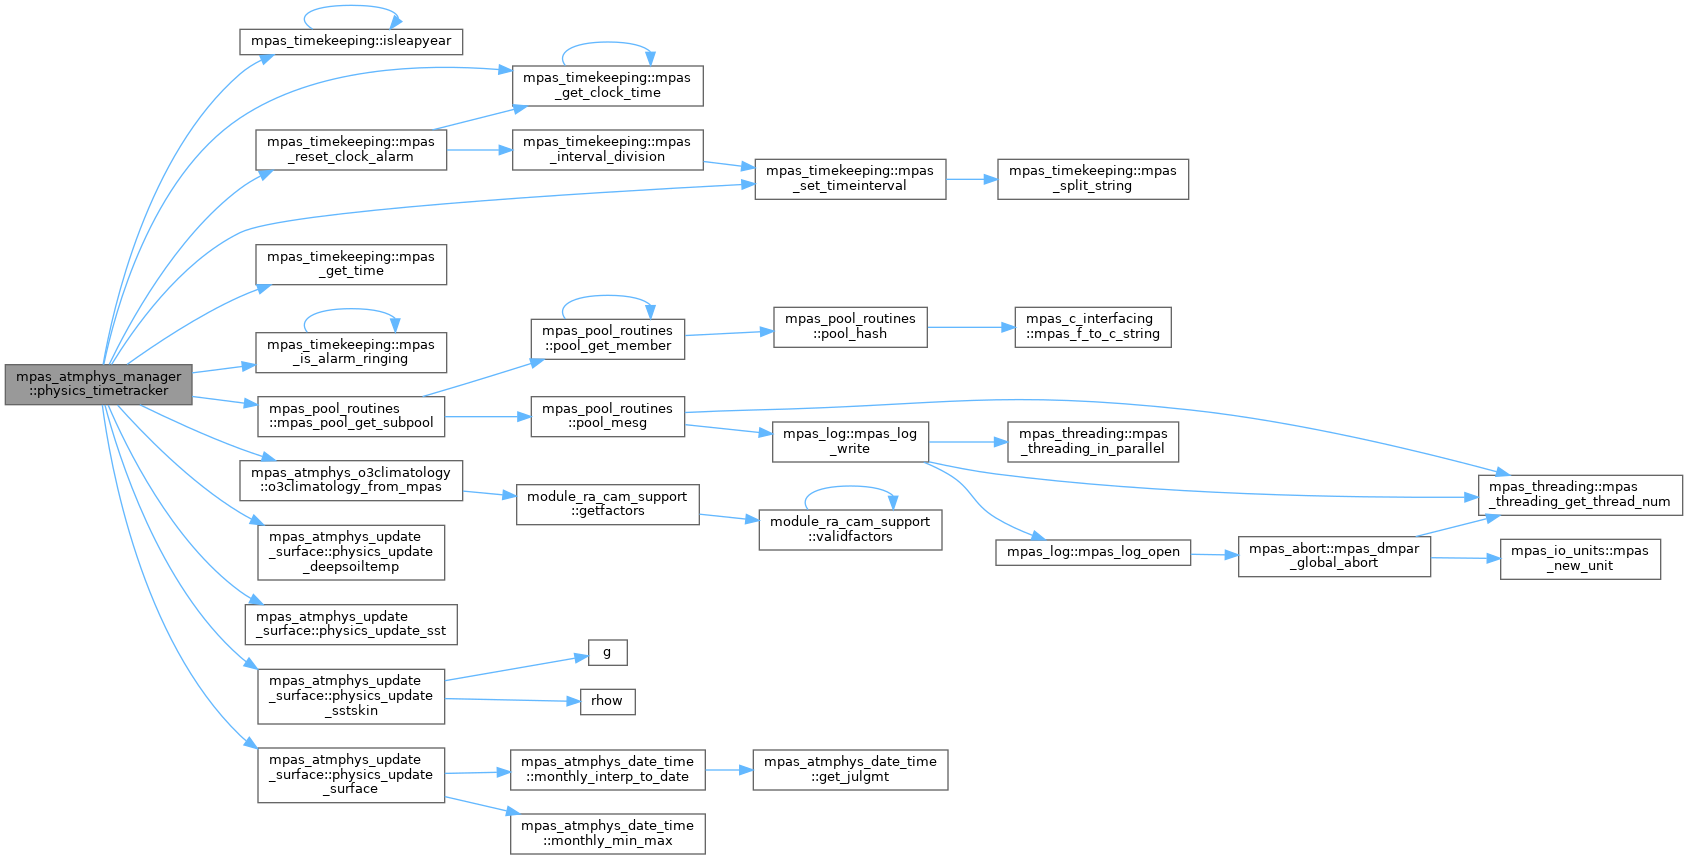 mpas_timekeeping::isleapyear
mpas_timekeeping::mpas
_get_clock_time
mpas_timekeeping::mpas
_reset_clock_alarm
mpas_timekeeping::mpas
_interval_division
mpas_timekeeping::mpas
_set_timeinterval
mpas_timekeeping::mpas
_split_string
mpas_timekeeping::mpas
_get_time
mpas_timekeeping::mpas
_is_alarm_ringing
mpas_pool_routines
::pool_get_member
mpas_pool_routines
::pool_hash
mpas_c_interfacing
::mpas_f_to_c_string
mpas_atmphys_manager
::physics_timetracker
mpas_pool_routines
::mpas_pool_get_subpool
mpas_pool_routines
::pool_mesg
mpas_log::mpas_log
_write
mpas_threading::mpas
_threading_in_parallel
mpas_atmphys_o3climatology
::o3climatology_from_mpas
module_ra_cam_support
::getfactors
module_ra_cam_support
::validfactors
mpas_threading::mpas
_threading_get_thread_num
mpas_log::mpas_log_open
mpas_abort::mpas_dmpar
_global_abort
mpas_io_units::mpas
_new_unit
mpas_atmphys_update
_surface::physics_update
_deepsoiltemp
mpas_atmphys_update
_surface::physics_update_sst
mpas_atmphys_update
_surface::physics_update
_sstskin
g
rhow
mpas_atmphys_update
_surface::physics_update
_surface
mpas_atmphys_date_time
::monthly_interp_to_date
mpas_atmphys_date_time
::get_julgmt
mpas_atmphys_date_time
::monthly_min_max